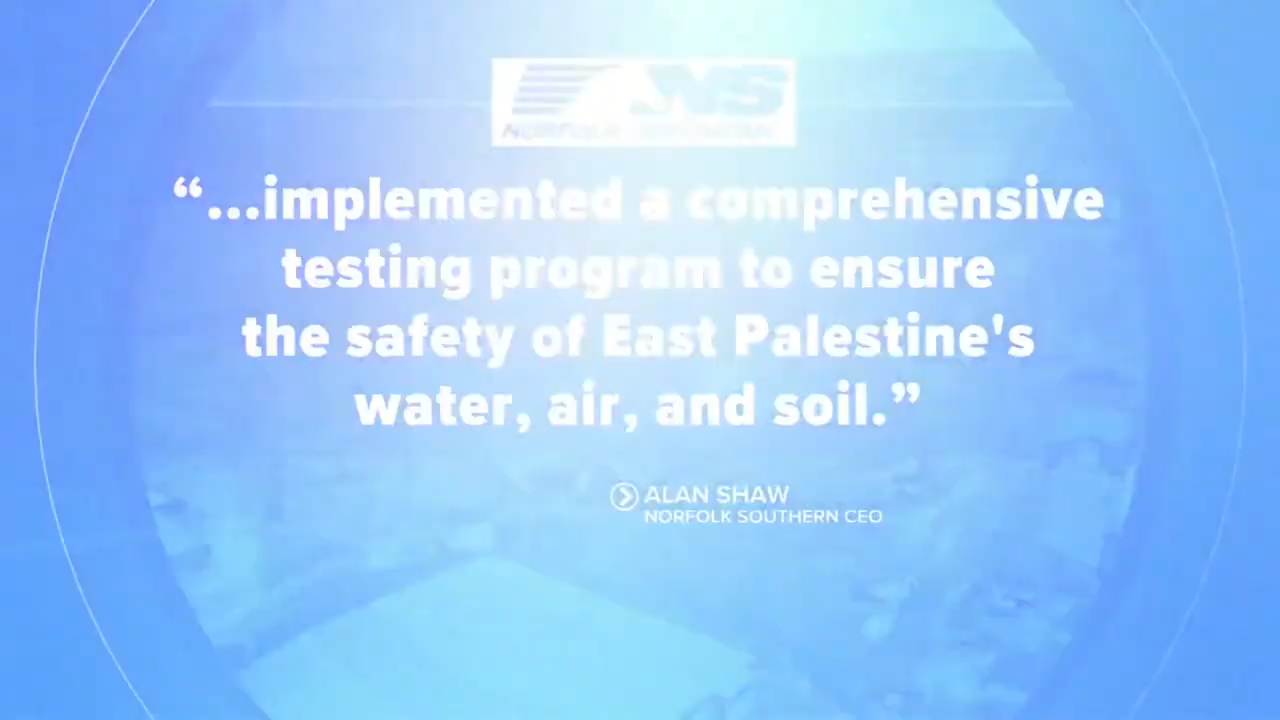 NS
NORFOLK SOUTHERN
“...implemented a comprehensive
testing program to ensure
the safety of East Palestine's
water, air, and soil.”
ALAN SHAW
NORFOLK SOUTHERN CEO